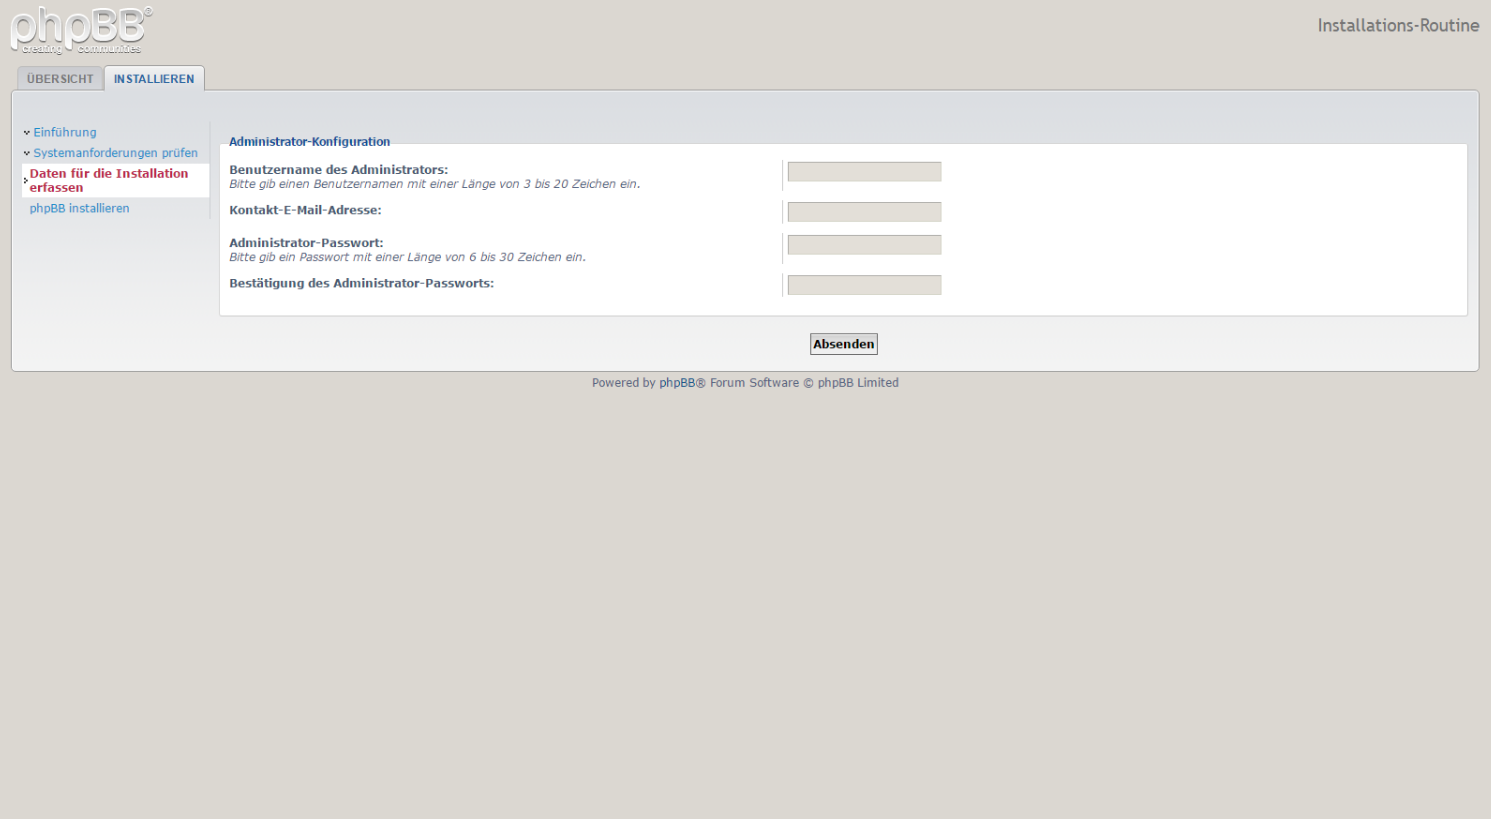 phpBB®
creating communities
Installations-Routine
ÜBERSICHT
INSTALLIEREN
Einführung
Systemanforderungen prüfen
Daten für die Installation
erfassen
phpBB installieren
Administrator-Konfiguration
Benutzername des Administrators:
Bitte gib einen Benutzernamen mit einer Länge von 3 bis 20 Zeichen ein.
Kontakt-E-Mail-Adresse:
Administrator-Passwort:
Bitte gib ein Passwort mit einer Länge von 6 bis 30 Zeichen ein.
Bestätigung des Administrator-Passworts:
Absenden
Powered by phpBB® Forum Software © phpBB Limited